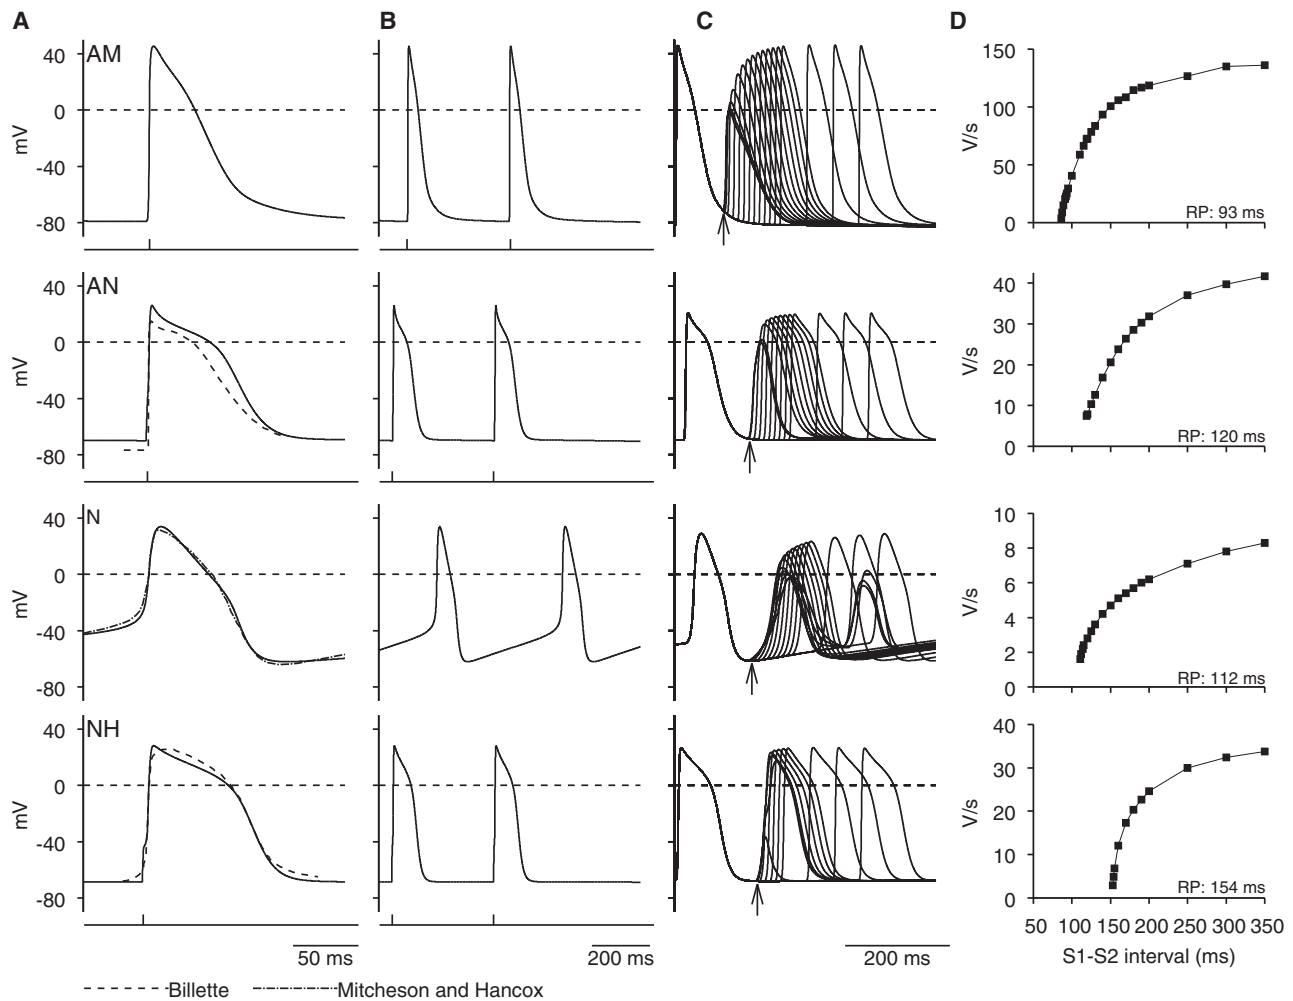 A B C D
AM
40
0
-40
-80
mV
150
100
50
0
V/s
RP: 93 ms
AN
40
0
-40
-80
mV
40
30
20
10
0
V/s
RP: 120 ms
N
40
0
-40
-80
mV
10
8
6
4
2
0
V/s
RP: 112 ms
NH
40
0
-40
-80
mV
40
30
20
10
0
V/s
RP: 154 ms
50 100 150 200 250 300 350
S1-S2 interval (ms)
50 ms
200 ms
200 ms
Billette
Mitcheson and Hancox